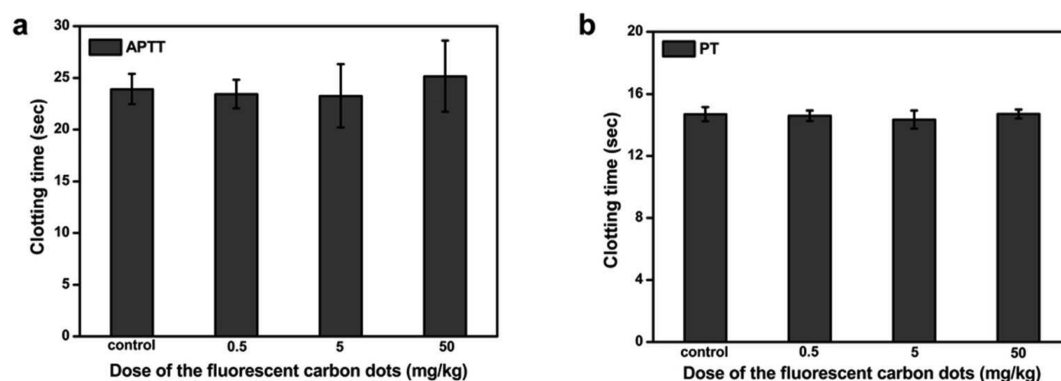 a
APTT
30
25
20
15
10
5
0
Clotting time (sec)
control 0.5 5 50
Dose of the fluorescent carbon dots (mg/kg)
b
PT
20
16
12
8
4
0
Clotting time (sec)
control 0.5 5 50
Dose of the fluorescent carbon dots (mg/kg)